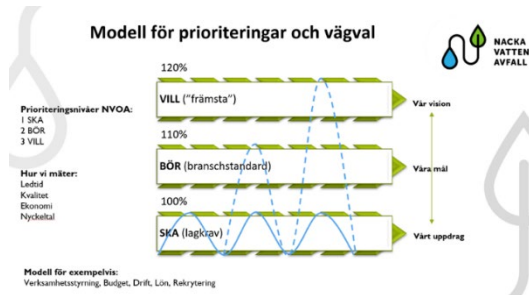 Modell för prioriteringar och vägval
NACKA
VATTEN
AVFALL
120%
VILL ("främsta")
Vår vision
Prioriteringsnivåer NVOA:
1 SKA
2 BÖR
3 VILL
110%
BÖR (branschstandard)
Våra mål
Hur vi mäter:
Ledtid
Kvalitet
Ekonomi
Nyckeltal
100%
SKA (lagkrav)
Vårt uppdrag
Modell för exempelvis:
Verksamhetsstyrning, Budget, Drift, Lön, Rekrytering